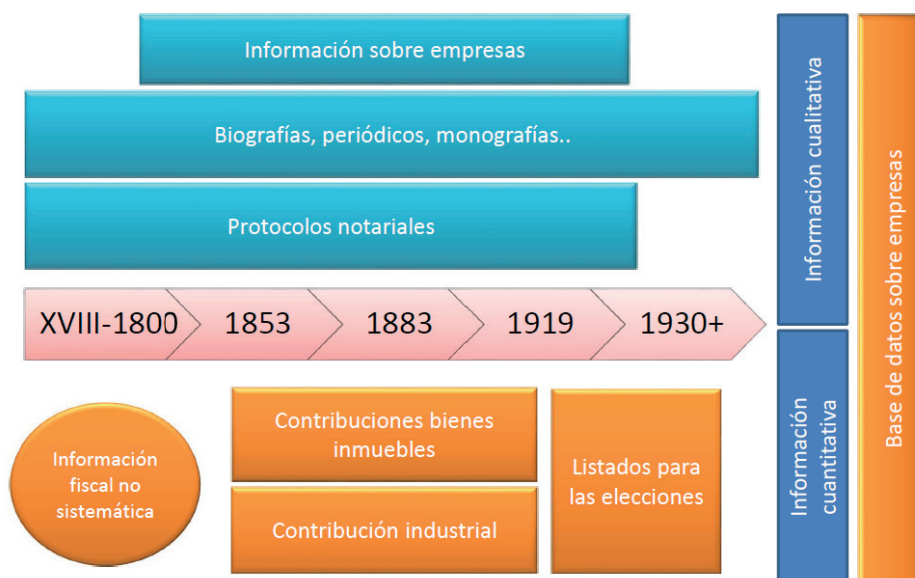 Información sobre empresas
Biografías, periódicos, monografías..
Protocolos notariales
XVIII-1800
1853
1883
1919
1930+
Información
fiscal no
sistemática
Contribuciones bienes
inmuebles
Contribución industrial
Listados para
las elecciones
Información cualitativa
Información
cuantitativa
Base de datos sobre empresas